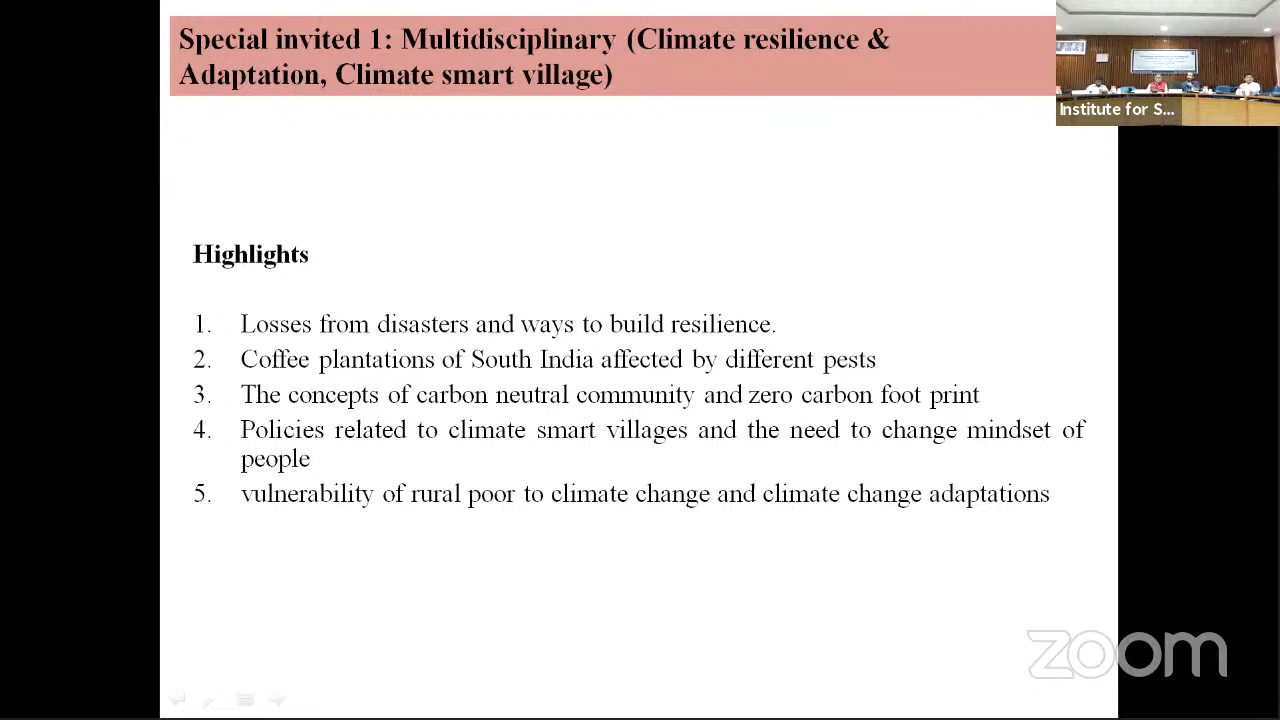 Special invited 1: Multidisciplinary (Climate resilience &
Adaptation, Climate smart village)
Institute for S...
Highlights
1. Losses from disasters and ways to build resilience.
2. Coffee plantations of South India affected by different pests
3. The concepts of carbon neutral community and zero carbon foot print
4. Policies related to climate smart villages and the need to change mindset of
people
5. vulnerability of rural poor to climate change and climate change adaptations
zoom